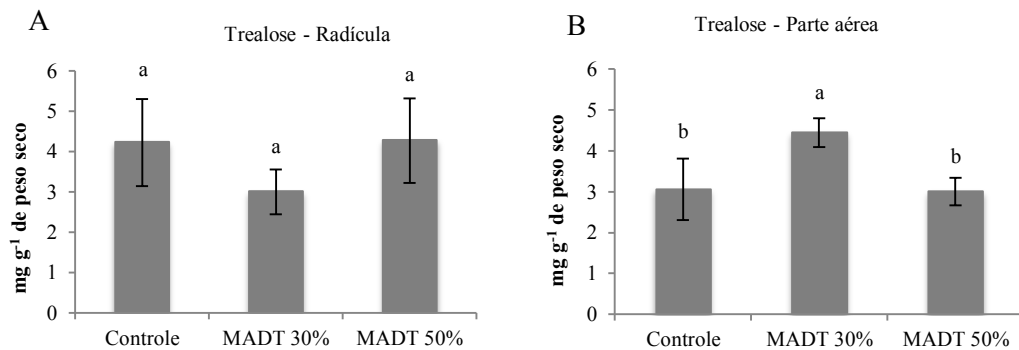 A
Trealose - Radícula
mg g⁻¹ de peso seco
6
5
4
3
2
1
0
a
a
a
Controle
MADT 30%
MADT 50%
B
Trealose - Parte aérea
mg g⁻¹ de peso seco
6
5
4
3
2
1
0
b
a
b
Controle
MADT 30%
MADT 50%